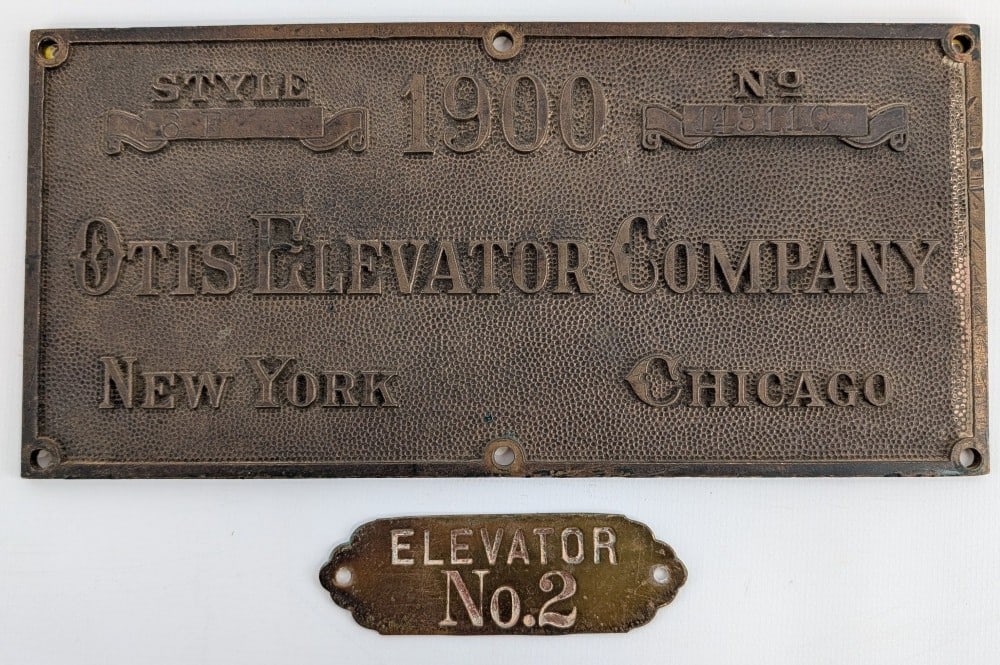 STYLE 1900 Nº
OTIS ELEVATOR COMPANY
NEW YORK CHICAGO
ELEVATOR
No.2